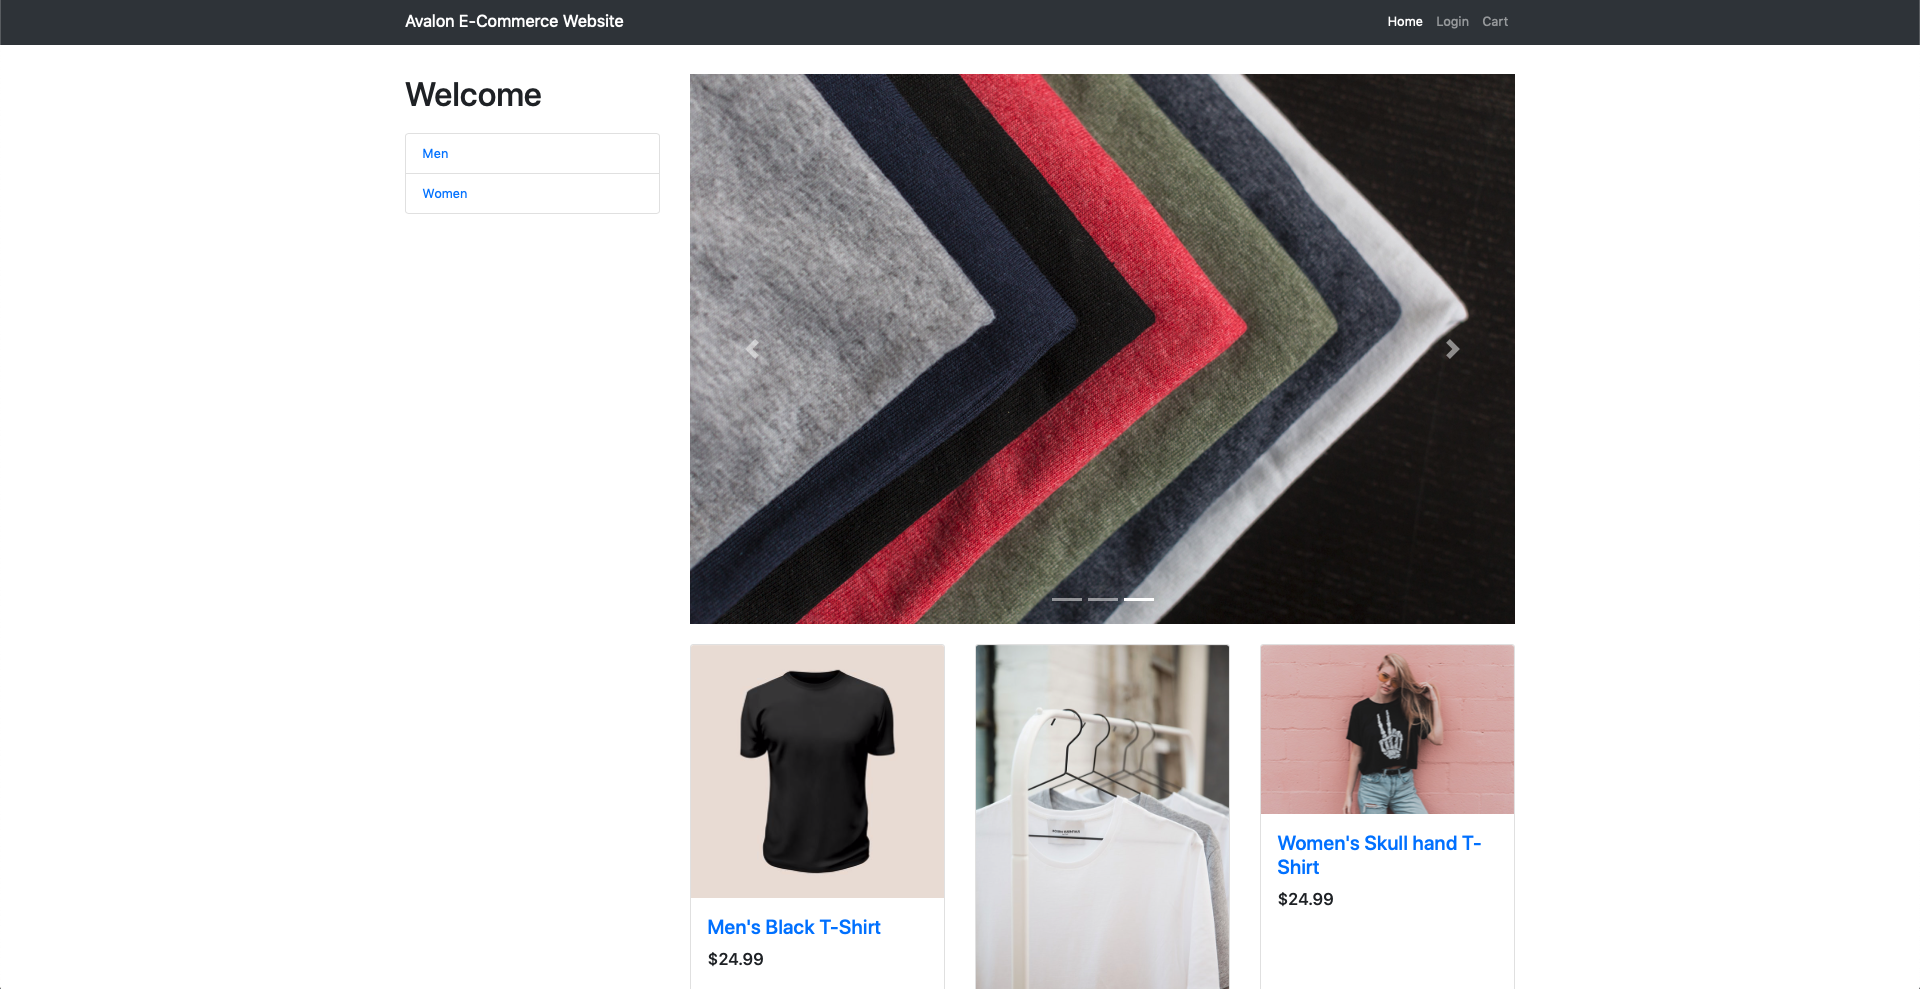 Avalon E-Commerce Website
Home Login Cart
Welcome
Men
Women
Men's Black T-Shirt
$24.99
Women's Skull hand T-
Shirt
$24.99